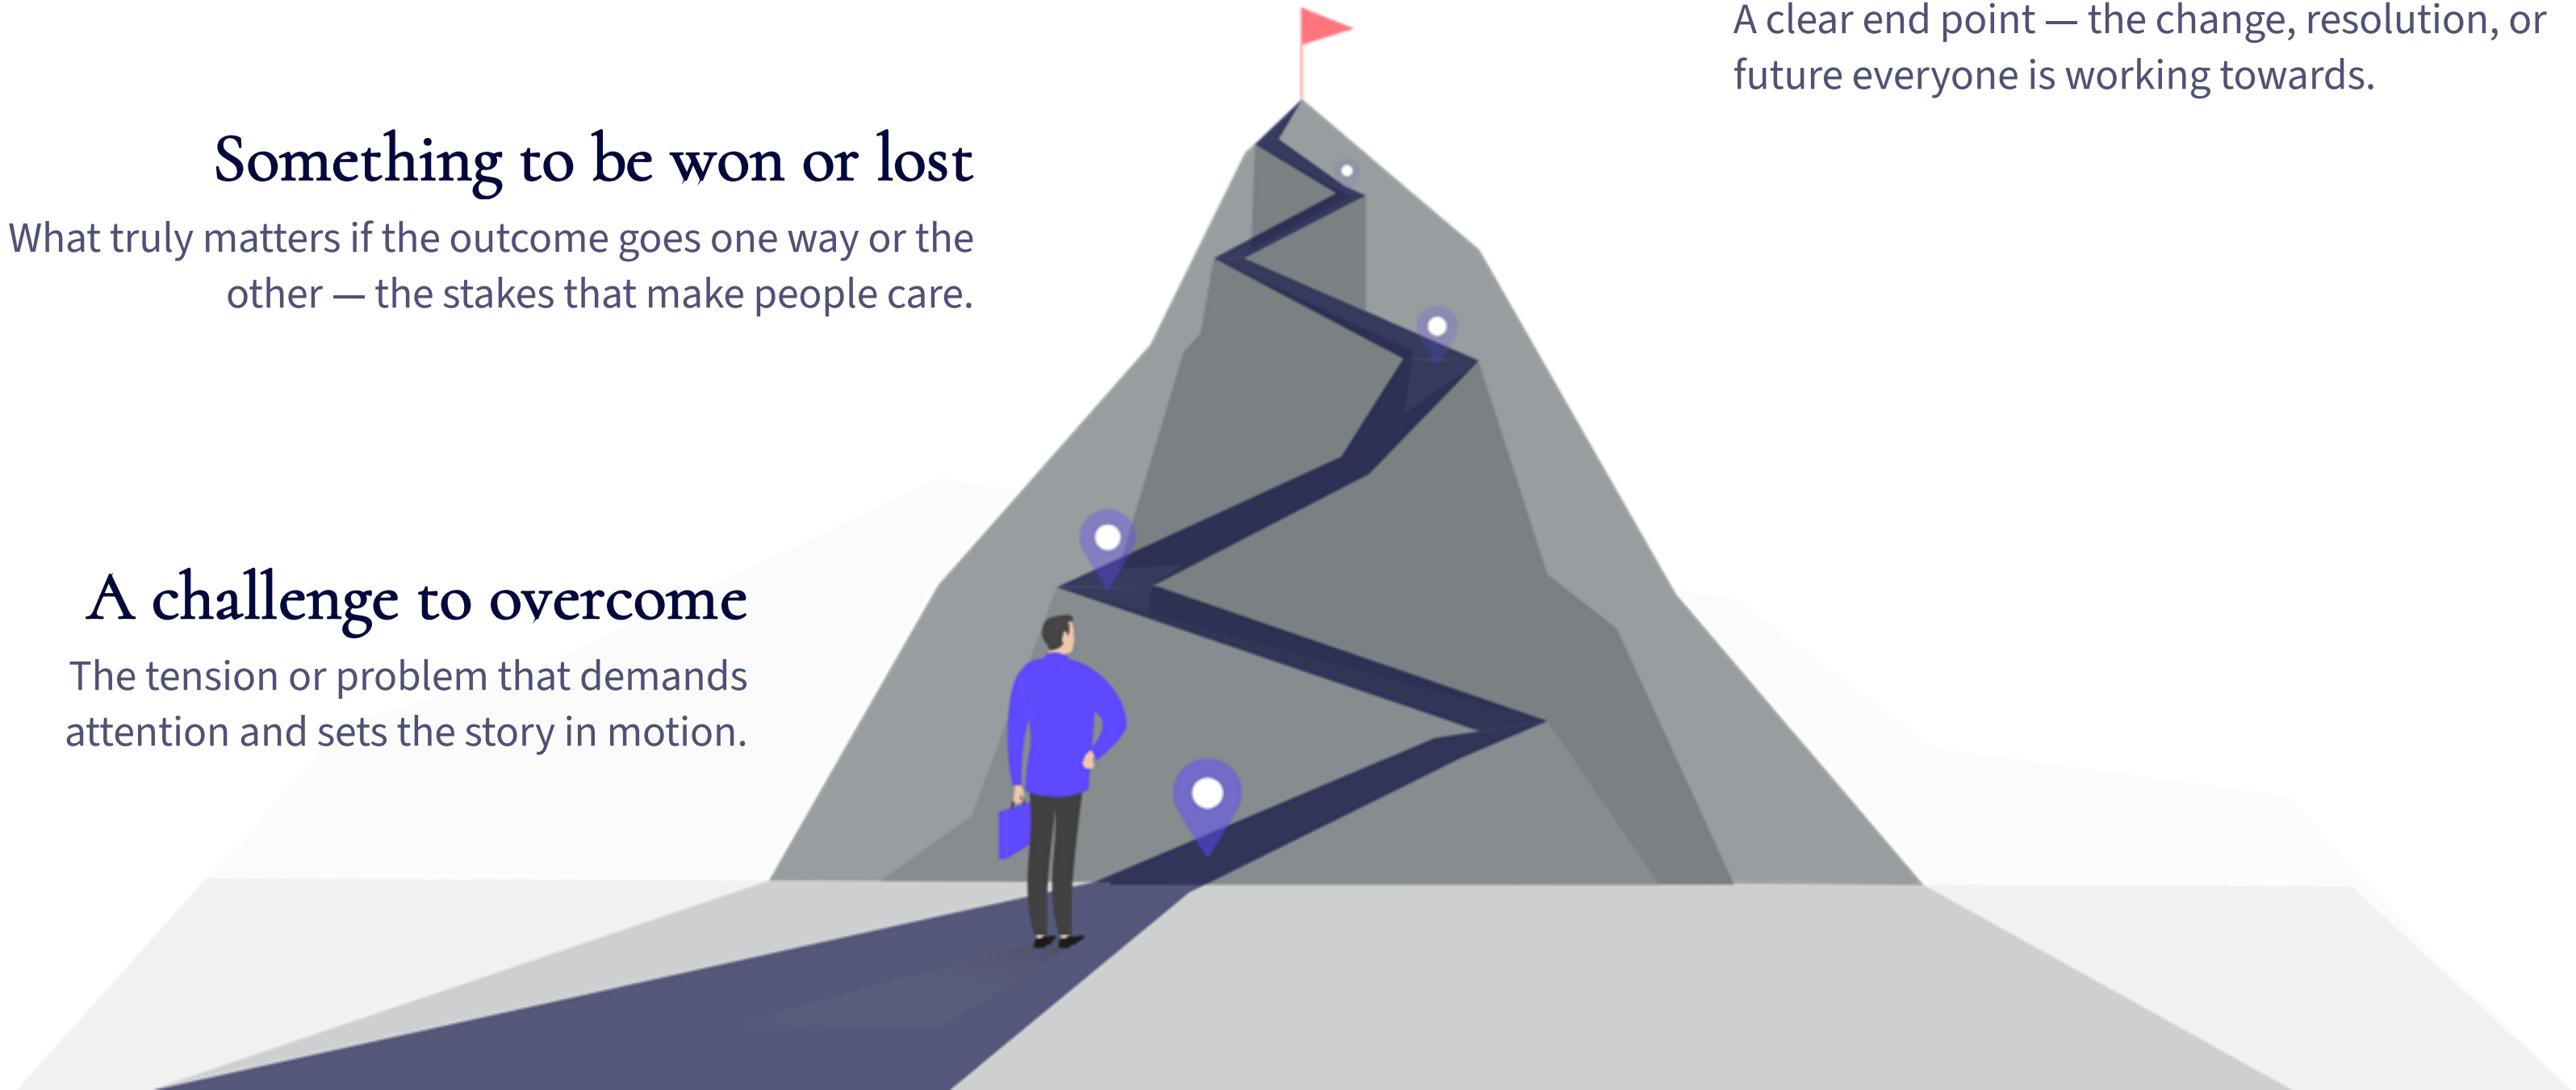 A clear end point — the change, resolution, or
future everyone is working towards.
Something to be won or lost
What truly matters if the outcome goes one way or the
other — the stakes that make people care.
A challenge to overcome
The tension or problem that demands
attention and sets the story in motion.